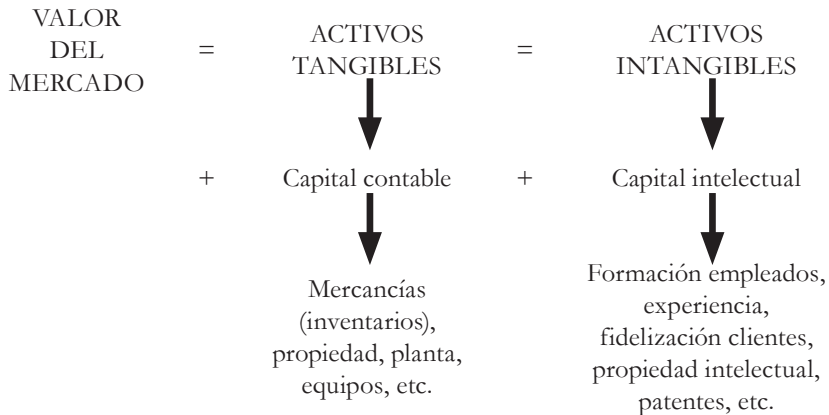 VALOR
DEL
MERCADO
=
ACTIVOS
TANGIBLES
=
ACTIVOS
INTANGIBLES
+
Capital contable
+
Capital intelectual
Mercancías
(inventarios),
propiedad, planta,
equipos, etc.
Formación empleados,
experiencia,
fidelización clientes,
propiedad intelectual,
patentes, etc.